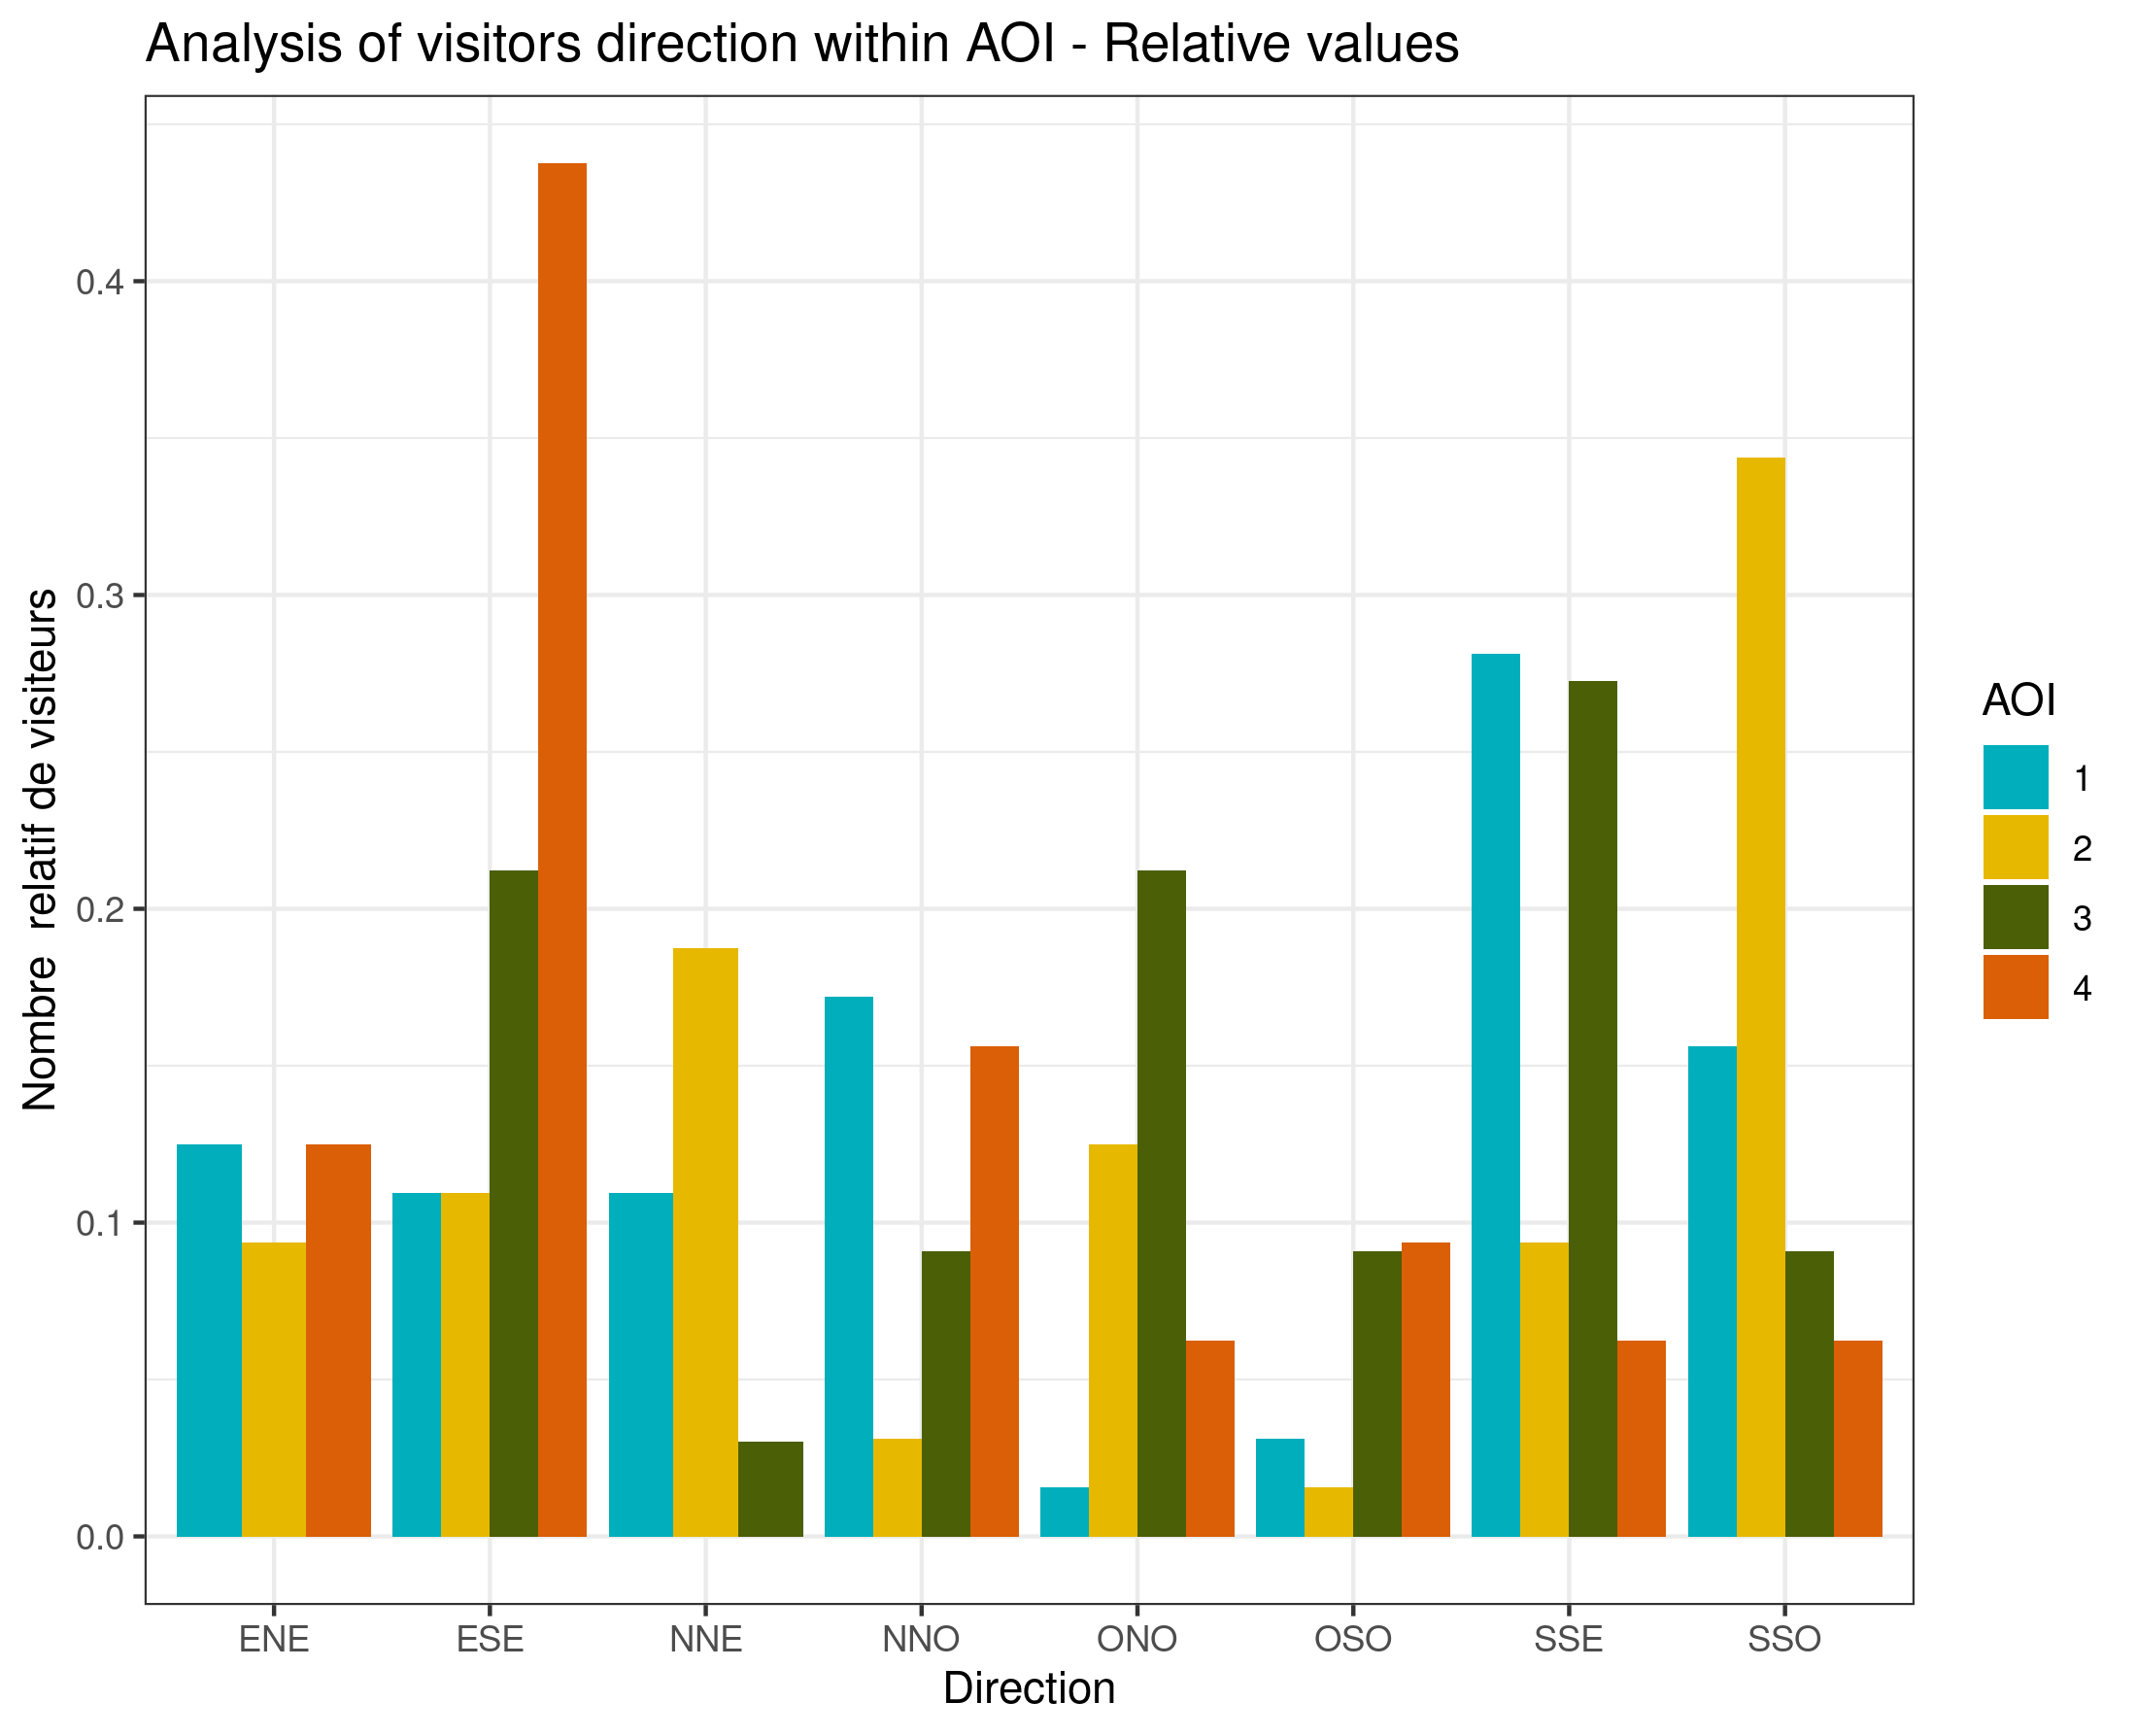 Analysis of visitors direction within AOI - Relative values
Nombre  relatif de visiteurs
0.4
0.3
0.2
0.1
0.0
ENE ESE NNE NNO ONO OSO SSE SSO
Direction
AOI
1
2
3
4